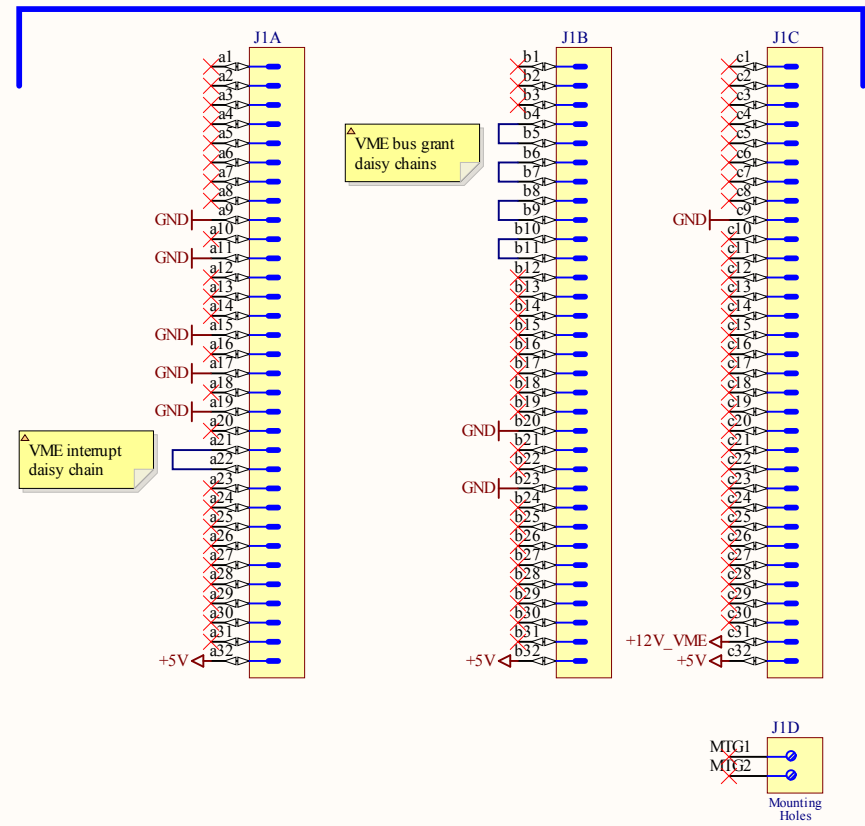 J1A
a1
a2
a3
a4
a5
a6
a7
a8
GND a9
a10
GND a11
a12
a13
a14
GND a15
a16
GND a17
a18
GND a19
a20
a21
a22
a23
a24
a25
a26
a27
a28
a29
a30
a31
+5V a32
VME interrupt
daisy chain
J1B
b1
b2
b3
b4
b5
b6
b7
b8
b9
b10
b11
b12
b13
b14
b15
b16
b17
b18
b19
GND b20
b21
b22
GND b23
b24
b25
b26
b27
b28
b29
b30
b31
+5V b32
VME bus grant
daisy chains
J1C
c1
c2
c3
c4
c5
c6
c7
c8
GND c9
c10
c11
c12
c13
c14
c15
c16
c17
c18
c19
c20
c21
c22
c23
c24
c25
c26
c27
c28
c29
c30
+12V_VME c31
+5V c32
J1D
MTG1
MTG2
Mounting
Holes